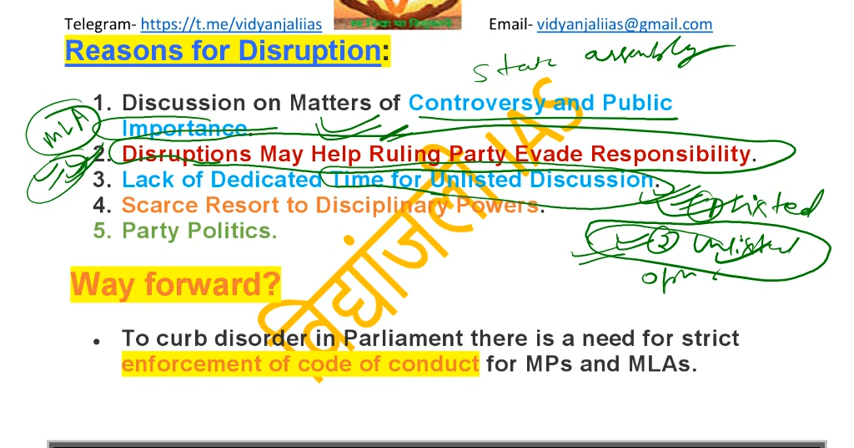 Telegram- https://t.me/vidyanjaliias
Email- vidyanjaliias@gmail.com
Reasons for Disruption:
State assembly
1. Discussion on Matters of Controversy and Public
Importance.
MLA
2. Disruptions May Help Ruling Party Evade Responsibility.
3. Lack of Dedicated Time for Unlisted Discussion.
4. Scarce Resort to Disciplinary Powers.
① listed
5. Party Politics.
② Unlisted
विद्यांजली IAS
Way forward?
• To curb disorder in Parliament there is a need for strict
enforcement of code of conduct for MPs and MLAs.